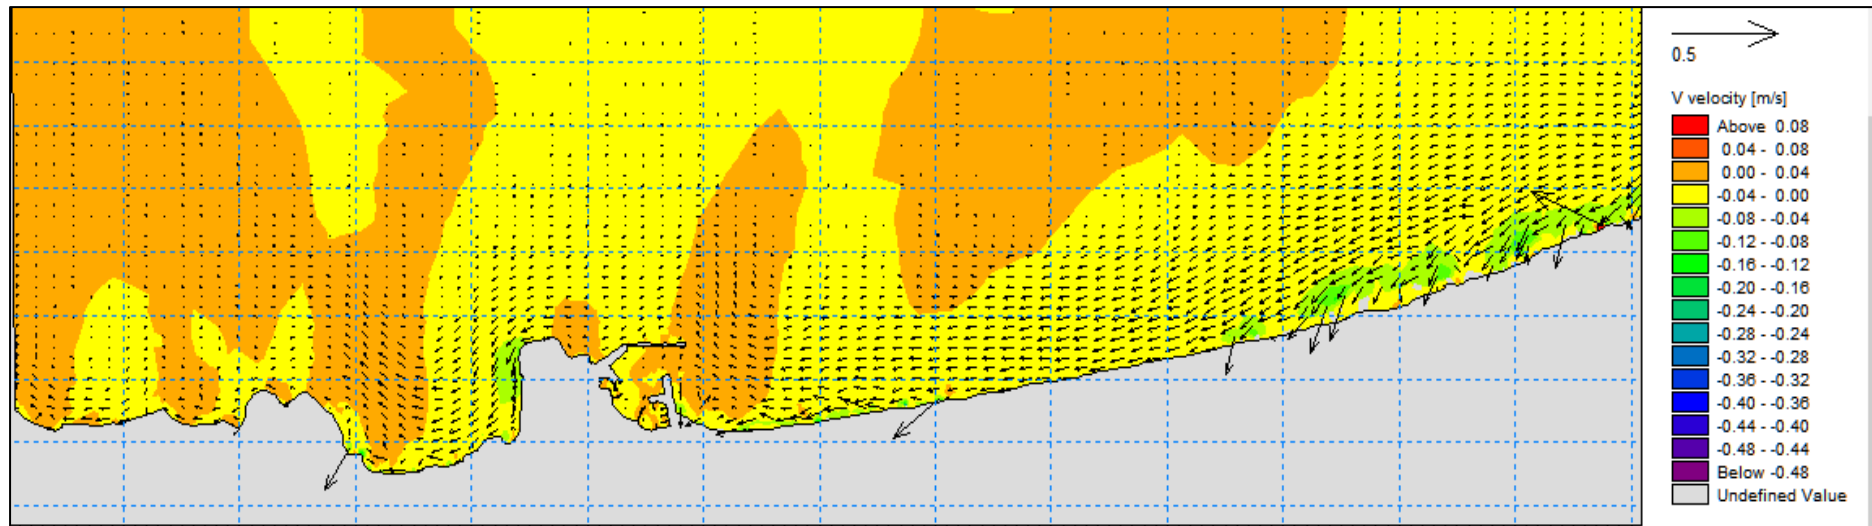 0.5
V velocity [m/s]
Above 0.08
0.04 - 0.08
0.00 - 0.04
-0.04 - 0.00
-0.08 - -0.04
-0.12 - -0.08
-0.16 - -0.12
-0.20 - -0.16
-0.24 - -0.20
-0.28 - -0.24
-0.32 - -0.28
-0.36 - -0.32
-0.40 - -0.36
-0.44 - -0.40
-0.48 - -0.44
Below -0.48
Undefined Value